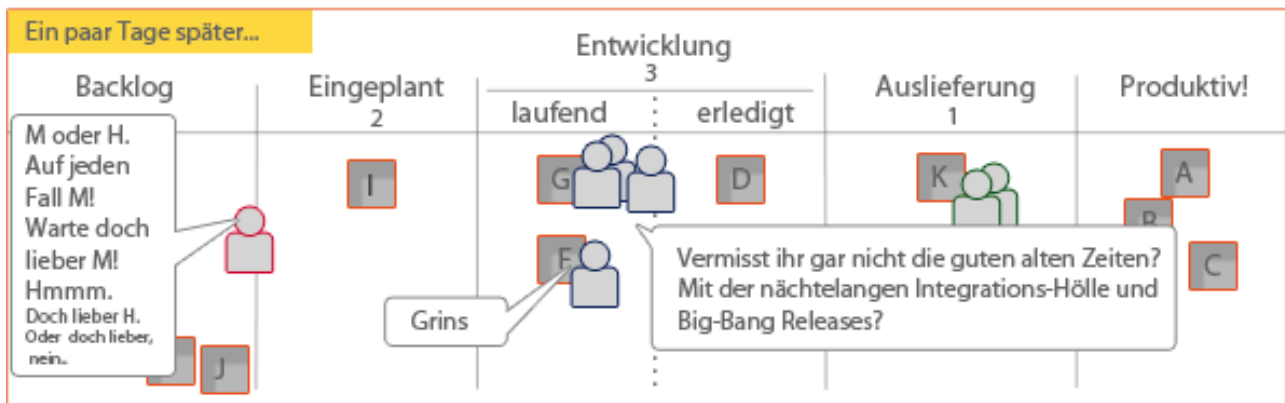 Ein paar Tage später...
Backlog
Eingeplant
2
Entwicklung
3
laufend
erledigt
Auslieferung
1
Produktiv!
M oder H.
Auf jeden
Fall M!
Warte doch
lieber M!
Hmmm.
Doch lieber H.
Oder doch lieber,
nein..
J
I
G
E
D
K
A
B
C
Grins
Vermisst ihr gar nicht die guten alten Zeiten?
Mit der nächtelangen Integrations-Hölle und
Big-Bang Releases?